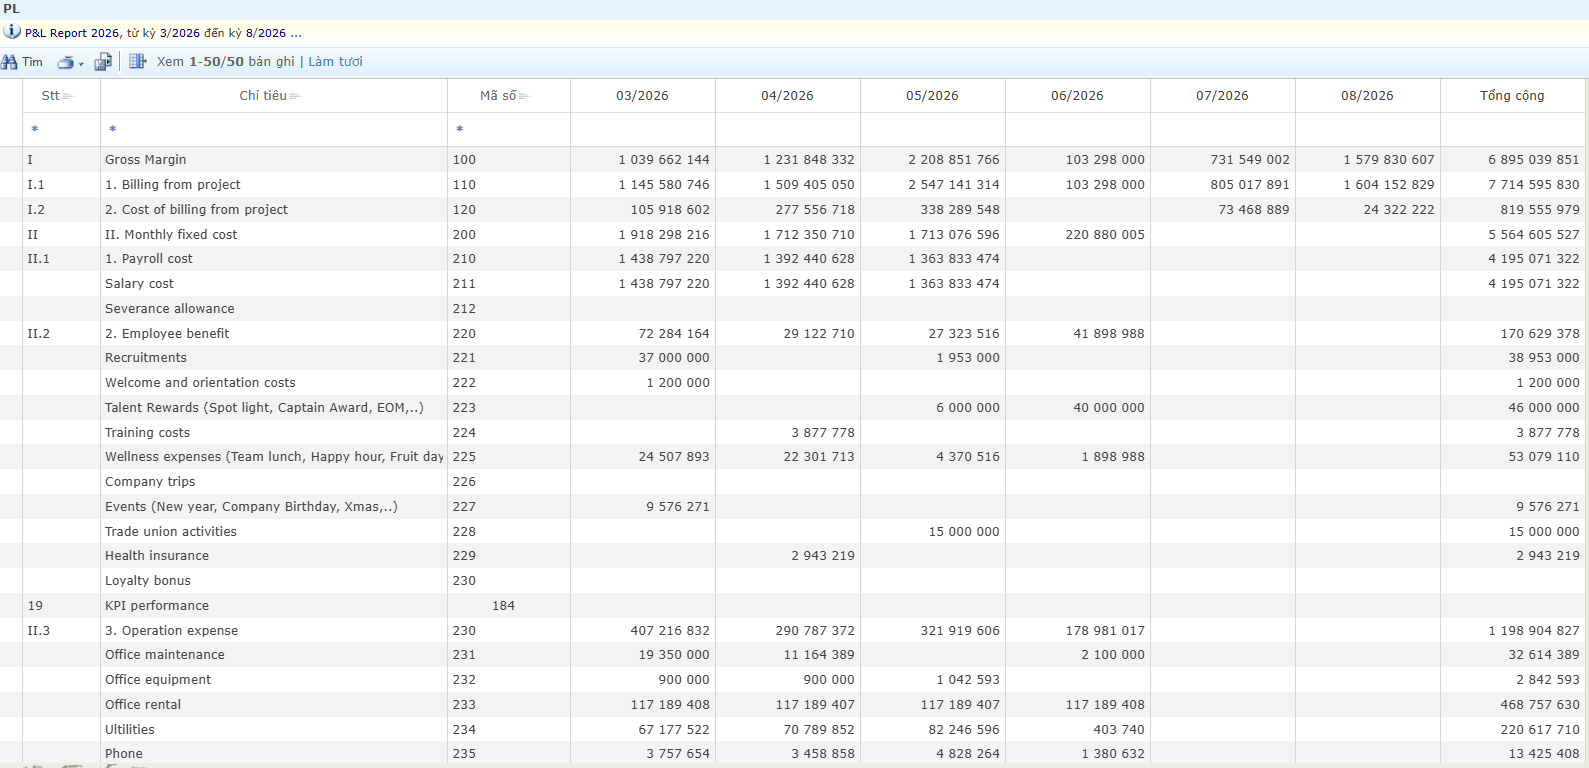 PL
P&L Report 2026, từ kỳ 3/2026 đến kỳ 8/2026 ...
Tìm Xem 1-50/50 bản ghi | Làm tươi
Stt Chỉ tiêu Mã số 03/2026 04/2026 05/2026 06/2026 07/2026 08/2026 Tổng cộng
* * *
I Gross Margin 100 1 039 662 144 1 231 848 332 2 208 851 766 103 298 000 731 549 002 1 579 830 607 6 895 039 851
I.1 1. Billing from project 110 1 145 580 746 1 509 405 050 2 547 141 314 103 298 000 805 017 891 1 604 152 829 7 714 595 830
I.2 2. Cost of billing from project 120 105 918 602 277 556 718 338 289 548 73 468 889 24 322 222 819 555 979
II II. Monthly fixed cost 200 1 918 298 216 1 712 350 710 1 713 076 596 220 880 005 5 564 605 527
II.1 1. Payroll cost 210 1 438 797 220 1 392 440 628 1 363 833 474 4 195 071 322
Salary cost 211 1 438 797 220 1 392 440 628 1 363 833 474 4 195 071 322
Severance allowance 212
II.2 2. Employee benefit 220 72 284 164 29 122 710 27 323 516 41 898 988 170 629 378
Recruitments 221 37 000 000 1 953 000 38 953 000
Welcome and orientation costs 222 1 200 000 1 200 000
Talent Rewards (Spot light, Captain Award, EOM,..) 223 6 000 000 40 000 000 46 000 000
Training costs 224 3 877 778 3 877 778
Wellness expenses (Team lunch, Happy hour, Fruit day 225 24 507 893 22 301 713 4 370 516 1 898 988 53 079 110
Company trips 226
Events (New year, Company Birthday, Xmas,..) 227 9 576 271 9 576 271
Trade union activities 228 15 000 000 15 000 000
Health insurance 229 2 943 219 2 943 219
Loyalty bonus 230
19 KPI performance 184
II.3 3. Operation expense 230 407 216 832 290 787 372 321 919 606 178 981 017 1 198 904 827
Office maintenance 231 19 350 000 11 164 389 2 100 000 32 614 389
Office equipment 232 900 000 900 000 1 042 593 2 842 593
Office rental 233 117 189 408 117 189 407 117 189 407 117 189 408 468 757 630
Ultilities 234 67 177 522 70 789 852 82 246 596 403 740 220 617 710
Phone 235 3 757 654 3 458 858 4 828 264 1 380 632 13 425 408